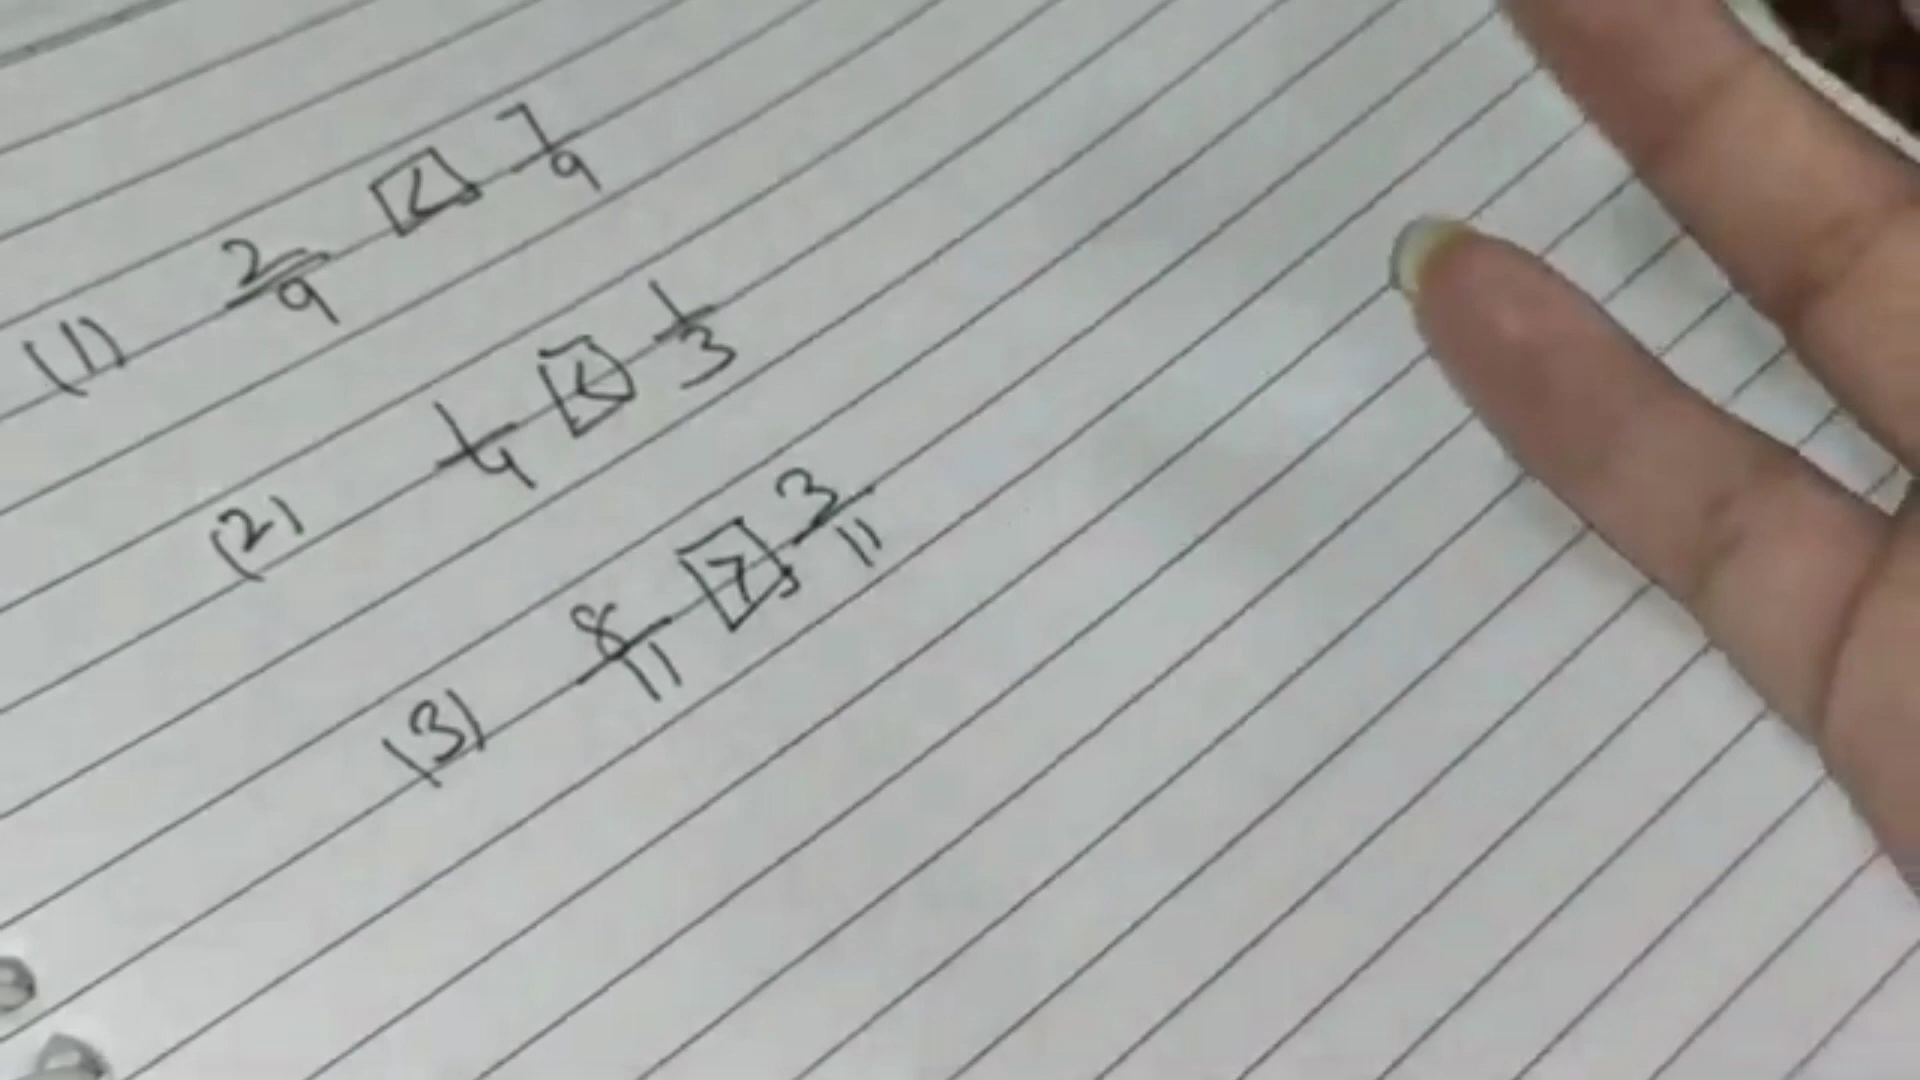 (1) 2/9 < 7/9
(2) 1/4 < 1/3
(3) 8/11 > 3/11